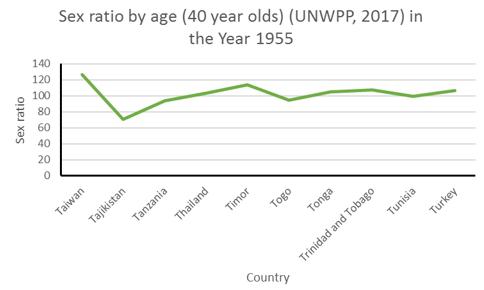 Sex ratio by age (40 year olds) (UNWPP, 2017) in
the Year 1955
140
120
100
80
60
40
20
0
Sex ratio
Taiwan
Tajikistan
Tanzania
Thailand
Timor
Togo
Tonga
Trinidad and Tobago
Tunisia
Turkey
Country